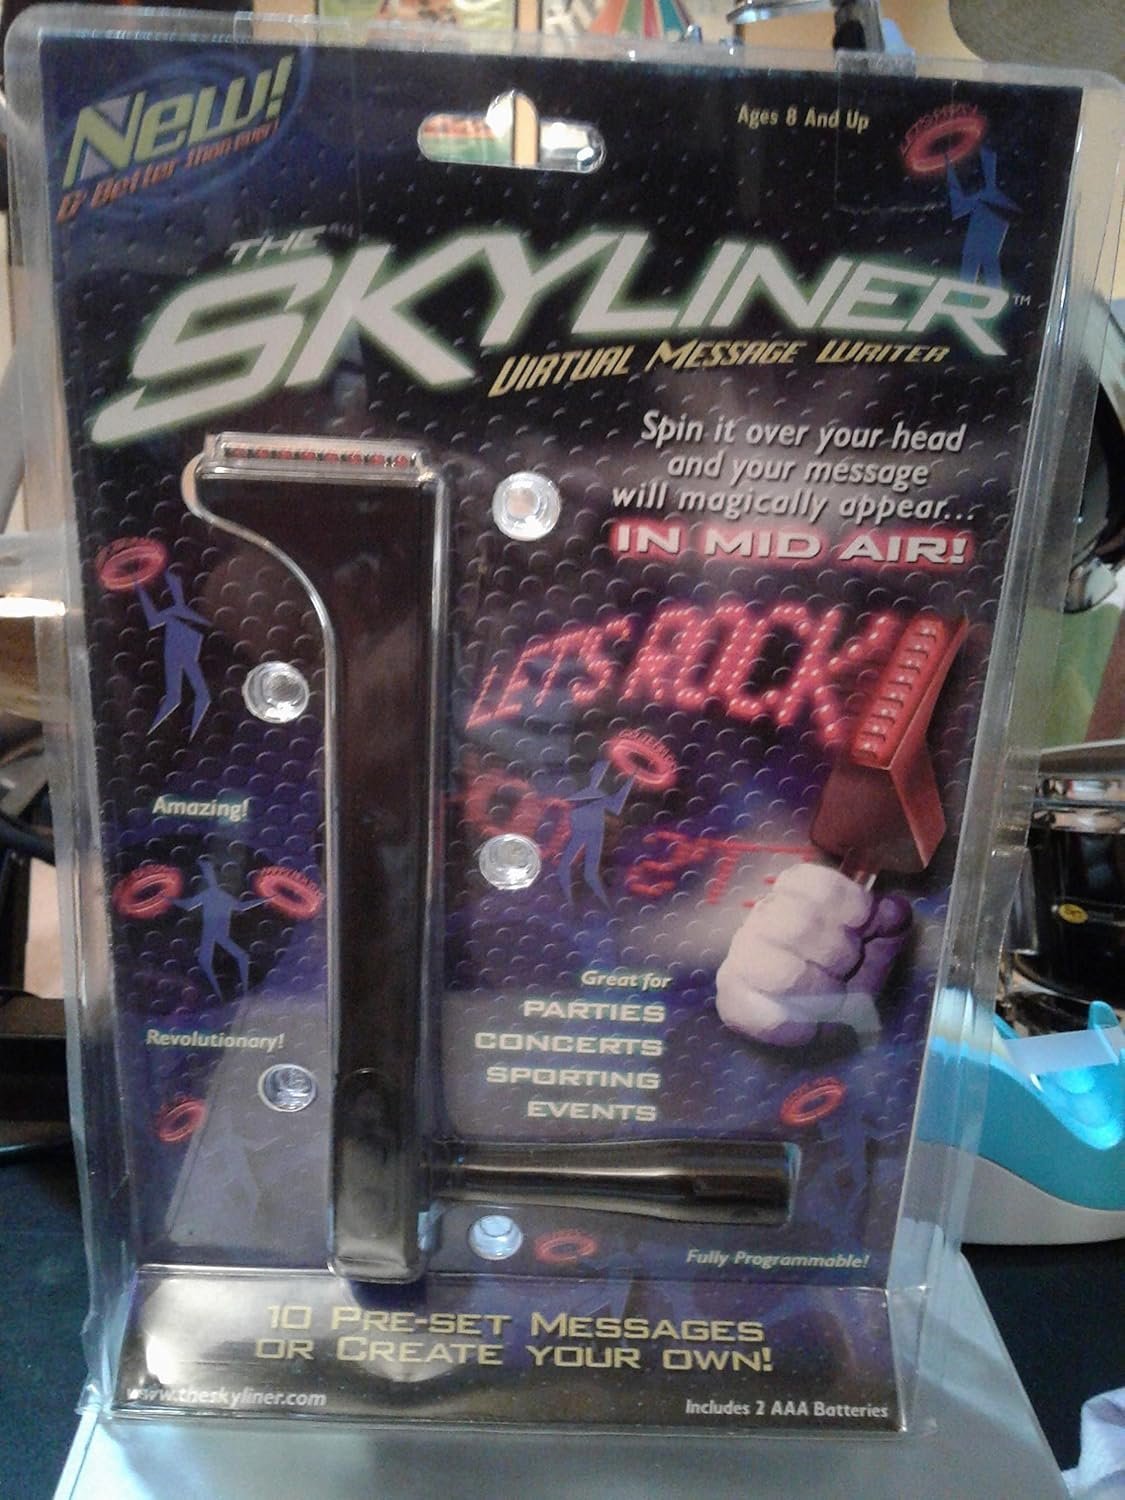 New!
& Better than ever!
Ages 8 And Up
THE
SKYLINER™
VIRTUAL MESSAGE WRITER
Spin it over your head
and your message
will magically appear...
IN MID AIR!
LETS ROCK
Amazing!
Revolutionary!
Great for
PARTIES
CONCERTS
SPORTING
EVENTS
Fully Programmable!
10 PRE-SET MESSAGES
OR CREATE YOUR OWN!
www.theskyliner.com
Includes 2 AAA Batteries